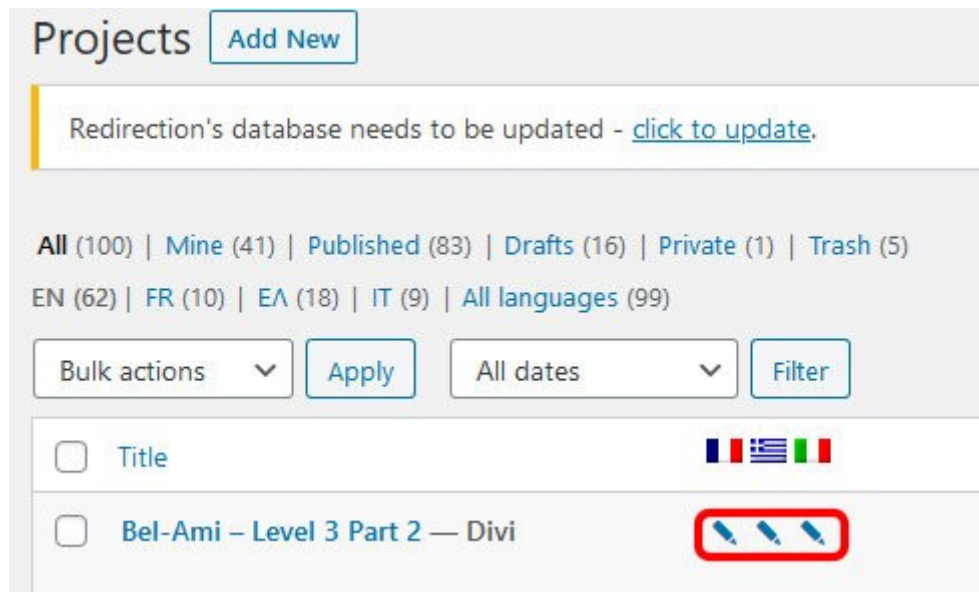 Projects Add New
Redirection's database needs to be updated - click to update.
All (100) | Mine (41) | Published (83) | Drafts (16) | Private (1) | Trash (5)
EN (62) | FR (10) | ΕΛ (18) | IT (9) | All languages (99)
Bulk actions Apply All dates Filter
Title
Bel-Ami – Level 3 Part 2 — Divi